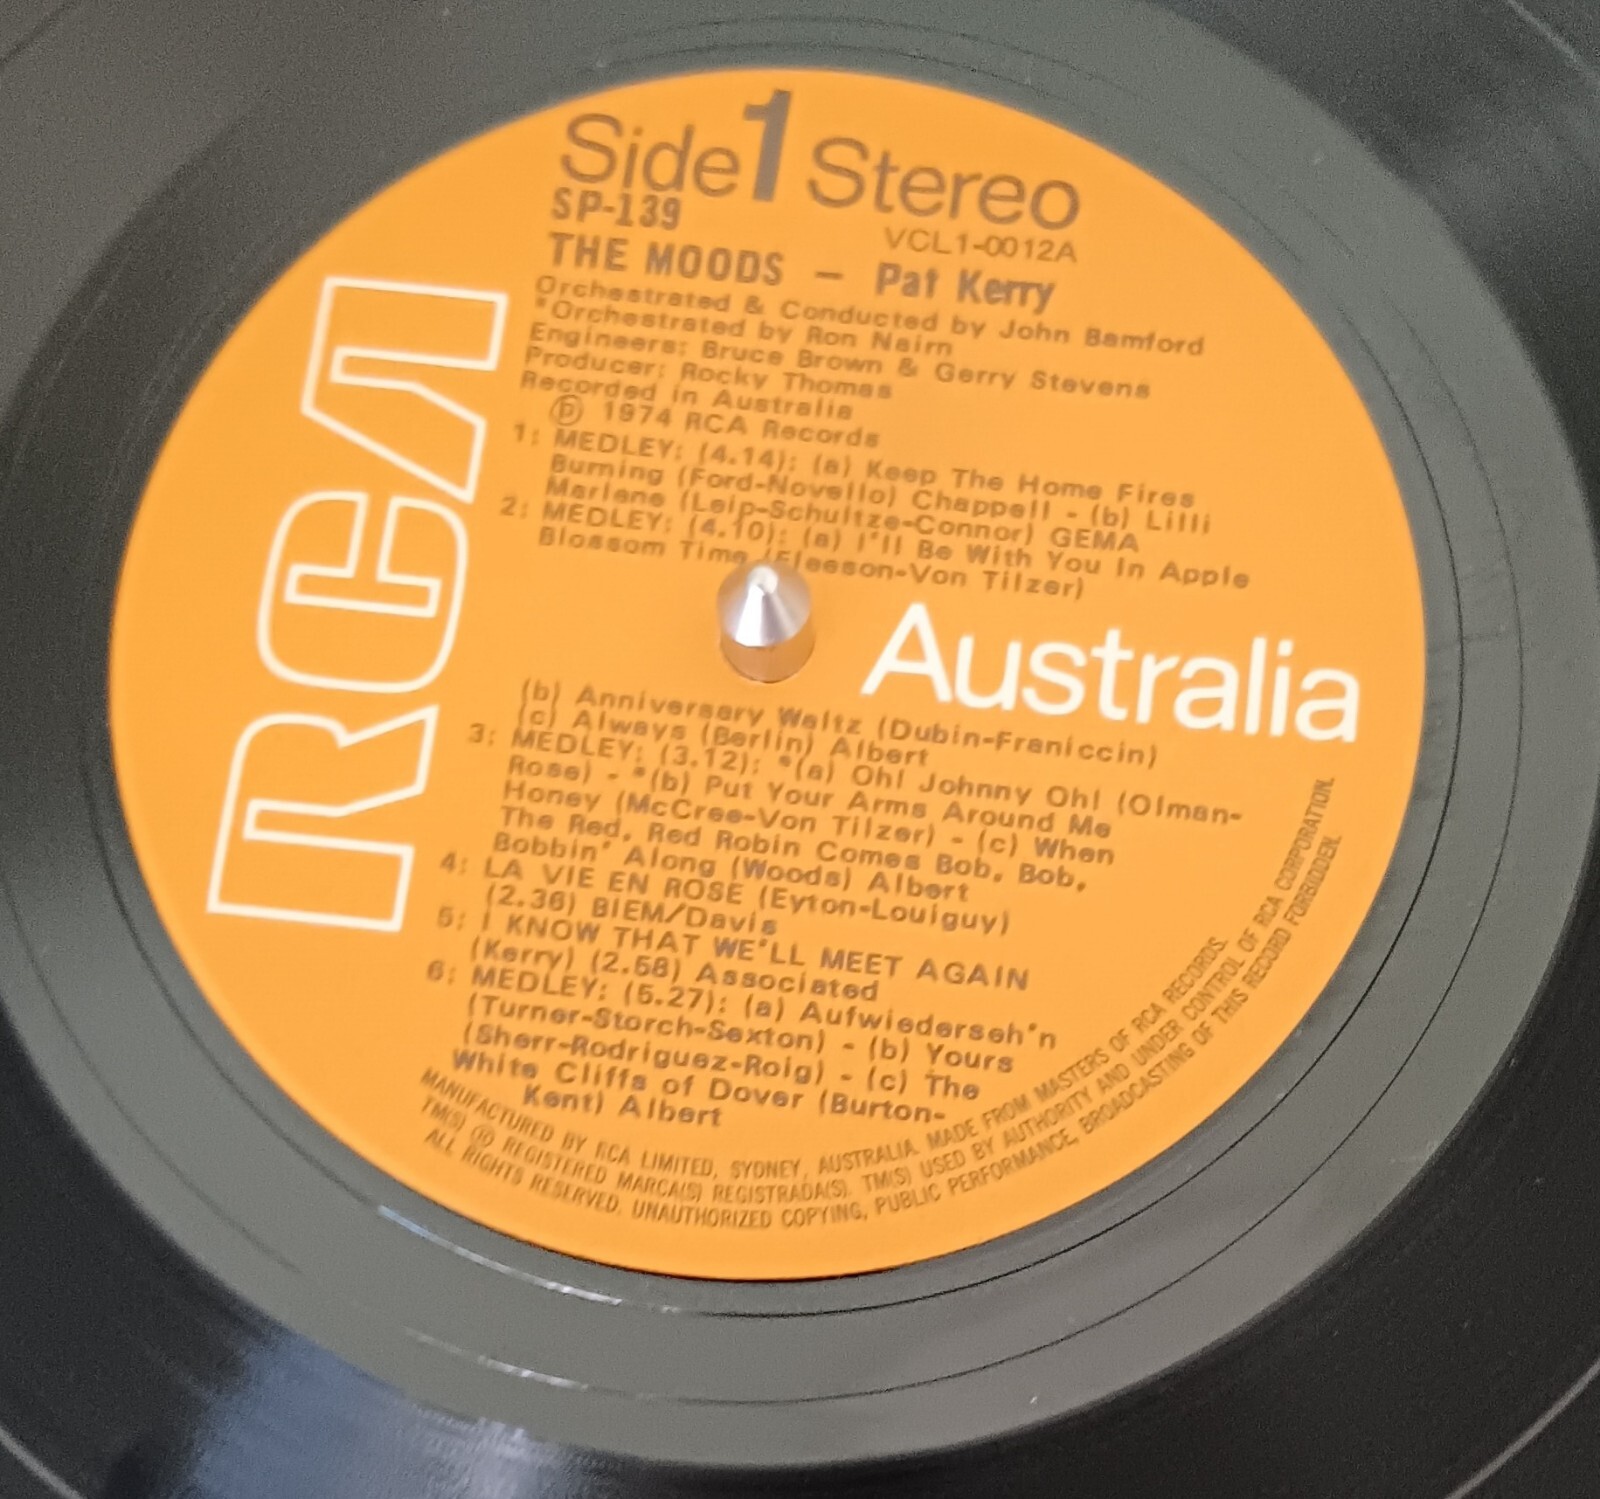 Side 1 Stereo
SP-139
VCL1-0012A
THE MOODS – Pat Kerry
Orchestrated & Conducted by John Bamford
*Orchestrated by Ron Nairn
Engineers: Bruce Brown & Gerry Stevens
Producer: Rocky Thomas
Recorded in Australia
℗ 1974 RCA Records
1: MEDLEY: (4.14): (a) Keep The Home Fires
Burning (Ford-Novello) Chappell - (b) Lilli
Marlene (Leip-Schultze-Connor) GEMA
2: MEDLEY: (4.10): (a) I'll Be With You In Apple
Blossom Time (Fleeson-Von Tilzer)
RCA
Australia
(b) Anniversary Waltz (Dubin-Franiccin)
(c) Always (Berlin) Albert
3: MEDLEY: (3.12): *(a) Oh! Johnny Oh! (Olman-
Rose) - *(b) Put Your Arms Around Me
Honey (McCree-Von Tilzer) - (c) When
The Red, Red Robin Comes Bob, Bob,
Bobbin' Along (Woods) Albert
4: LA VIE EN ROSE (Eyton-Louiguy)
(2.36) BIEM/Davis
5: I KNOW THAT WE'LL MEET AGAIN
(Kerry) (2.58) Associated
6: MEDLEY: (5.27): (a) Aufwiederseh'n
(Turner-Storch-Sexton) - (b) Yours
(Sherr-Rodriguez-Roig) - (c) The
White Cliffs of Dover (Burton-
Kent) Albert
MANUFACTURED BY RCA LIMITED, SYDNEY, AUSTRALIA. MADE FROM MASTERS OF RCA RECORDS.
TM(S) ® REGISTERED MARCA(S) REGISTRADA(S). TM(S) USED BY AUTHORITY AND UNDER CONTROL OF RCA CORPORATION.
ALL RIGHTS RESERVED. UNAUTHORIZED COPYING, PUBLIC PERFORMANCE, BROADCASTING OF THIS RECORD FORBIDDEN.